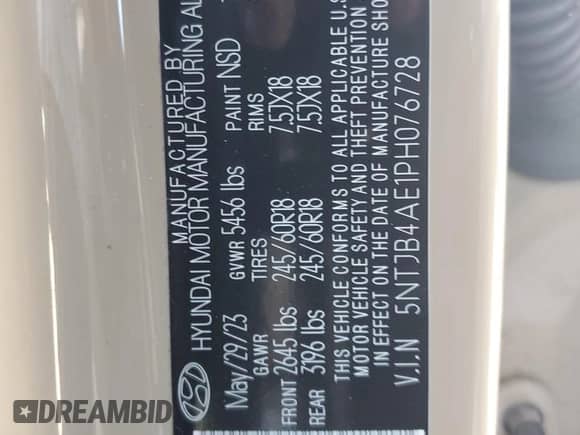 MANUFACTURED BY
HYUNDAI MOTOR MANUFACTURING
May/29/23 GVWR 5456 lbs PAINT NSD
GAWR TIRES RIMS
FRONT 2645 lbs 245/60R18 7.5JX18
REAR 3196 lbs 245/60R18 7.5JX18
THIS VEHICLE CONFORMS TO ALL APPLICABLE U.S
MOTOR VEHICLE SAFETY AND THEFT PREVENTION
IN EFFECT ON THE DATE OF MANUFACTURE SHO
V.I.N 5NTJB4AE1PH076728
DREAMBID